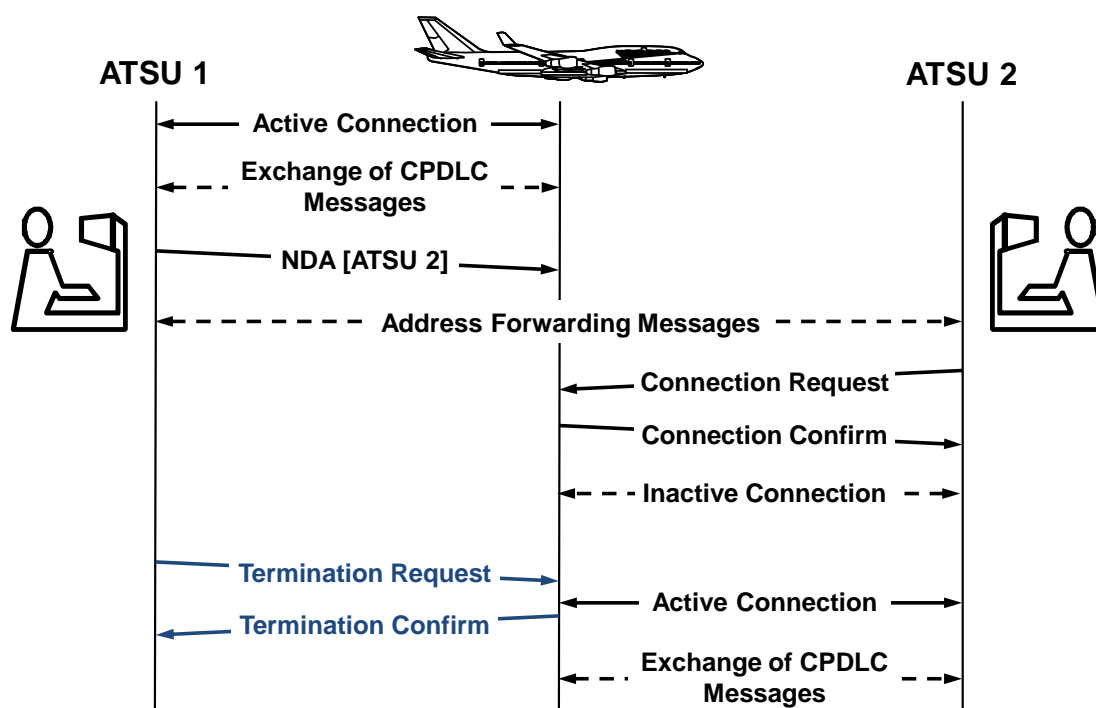 ATSU 1
ATSU 2
Active Connection
Exchange of CPDLC
Messages
NDA [ATSU 2]
Address Forwarding Messages
Connection Request
Connection Confirm
Inactive Connection
Termination Request
Active Connection
Termination Confirm
Exchange of CPDLC
Messages